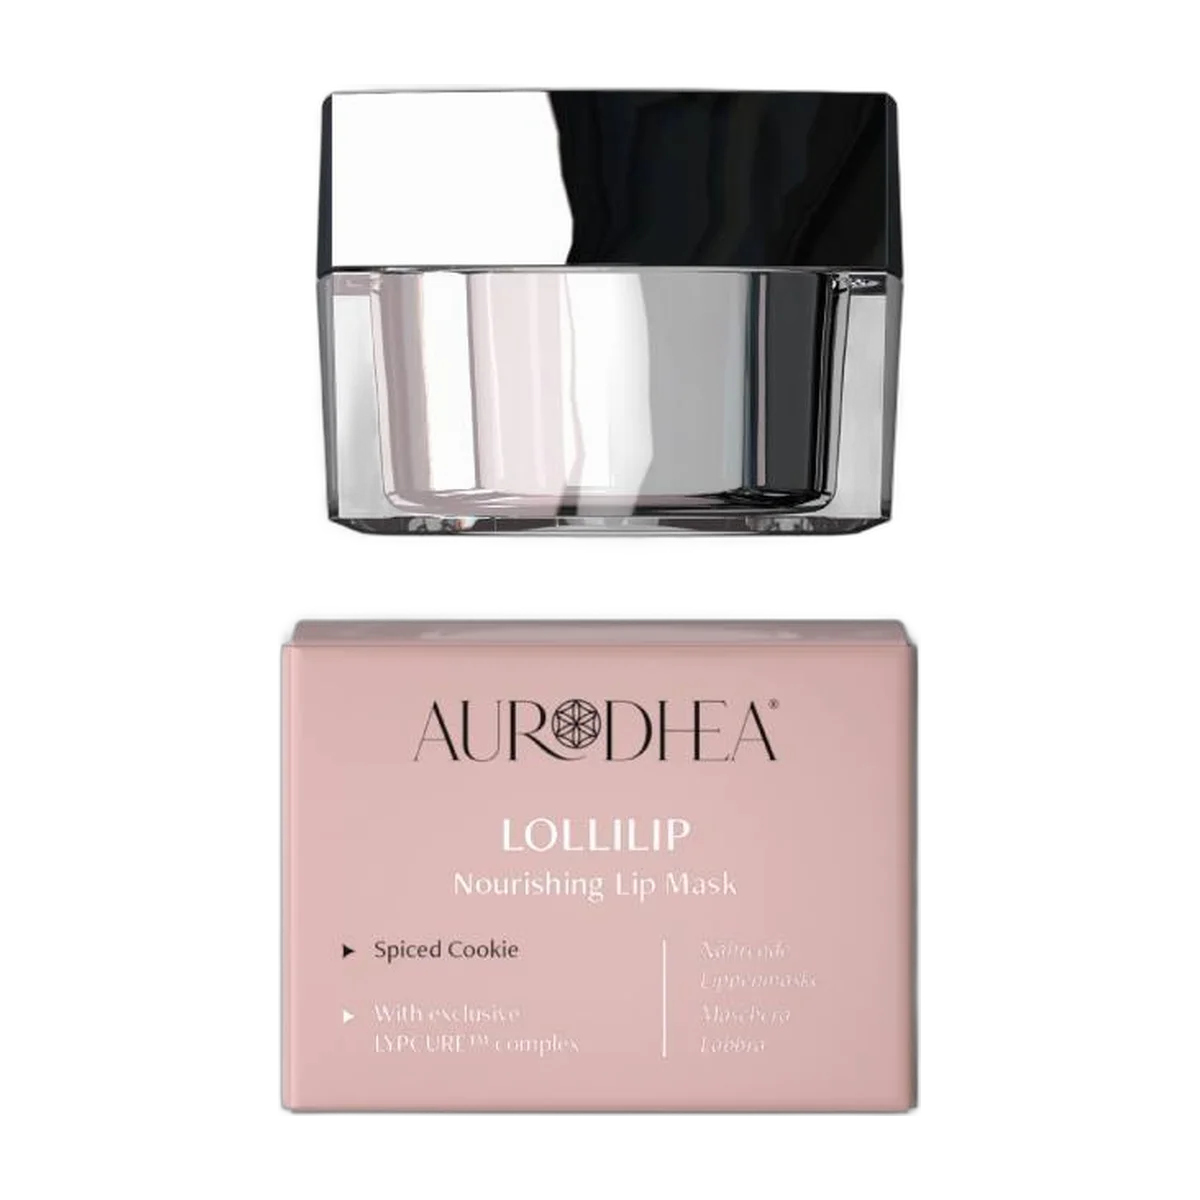 AURODHEA®
LOLLILIP
Nourishing Lip Mask
Spiced Cookie
With exclusive
LYPCURE™ complex
Nährende
Lippenmaske
Maschera
Labbra